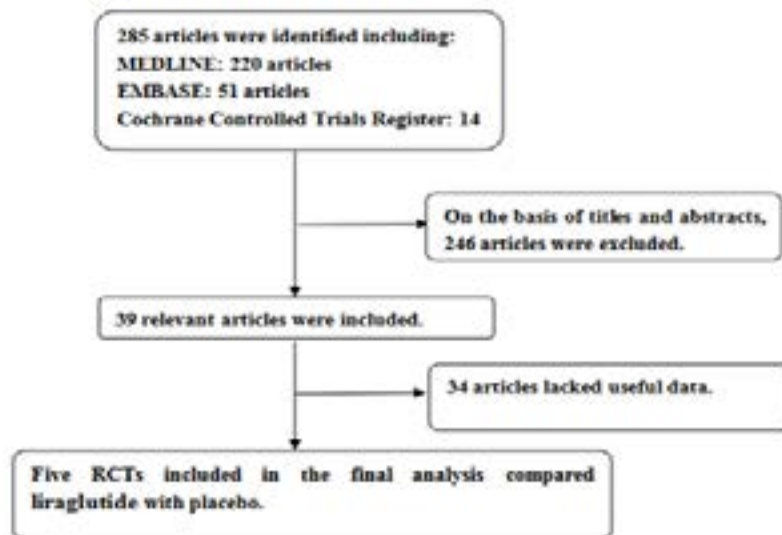 285 articles were identified including:
MEDLINE: 220 articles
EMBASE: 51 articles
Cochrane Controlled Trials Register: 14
On the basis of titles and abstracts,
246 articles were excluded.
39 relevant articles were included.
34 articles lacked useful data.
Five RCTs included in the final analysis compared
liraglutide with placebo.